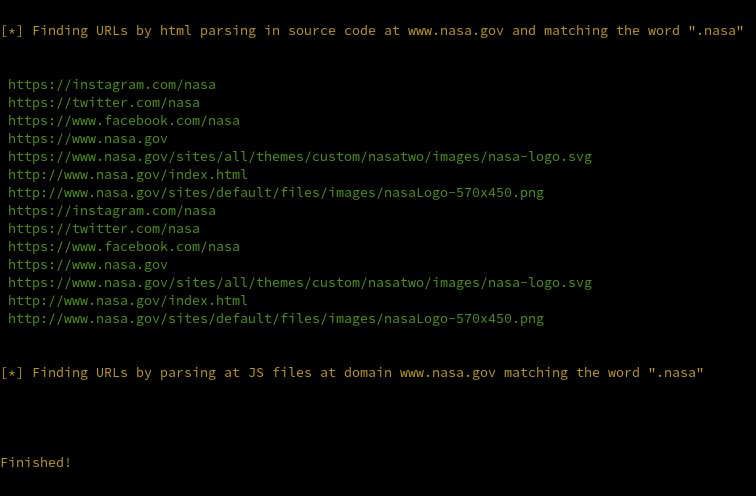 [*] Finding URLs by html parsing in source code at www.nasa.gov and matching the word ".nasa"
https://instagram.com/nasa
https://twitter.com/nasa
https://www.facebook.com/nasa
https://www.nasa.gov
https://www.nasa.gov/sites/all/themes/custom/nasatwo/images/nasa-logo.svg
http://www.nasa.gov/index.html
http://www.nasa.gov/sites/default/files/images/nasaLogo-570x450.png
https://instagram.com/nasa
https://twitter.com/nasa
https://www.facebook.com/nasa
https://www.nasa.gov
https://www.nasa.gov/sites/all/themes/custom/nasatwo/images/nasa-logo.svg
http://www.nasa.gov/index.html
http://www.nasa.gov/sites/default/files/images/nasaLogo-570x450.png
[*] Finding URLs by parsing at JS files at domain www.nasa.gov matching the word ".nasa"
Finished!